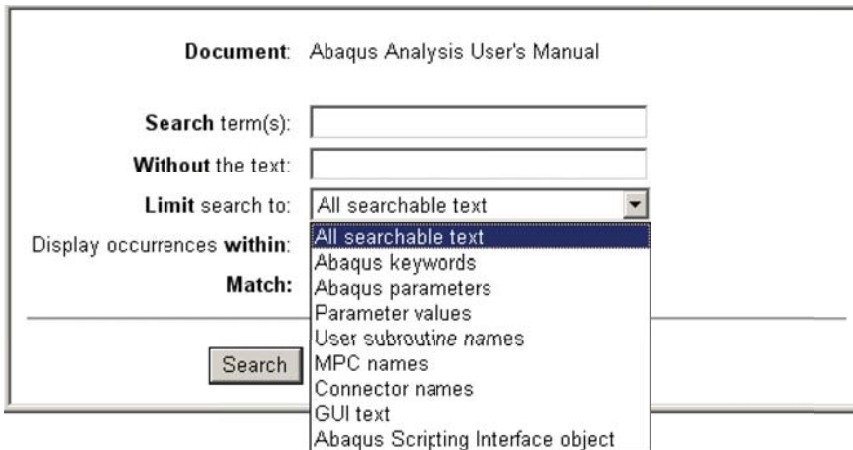 Document: Abaqus Analysis User's Manual
Search term(s):
Without the text:
Limit search to: All searchable text
Display occurrences within: All searchable text
Abaqus keywords
Match: Abaqus parameters
Parameter values
User subroutine names
Search MPC names
Connector names
GUI text
Abaqus Scripting Interface object